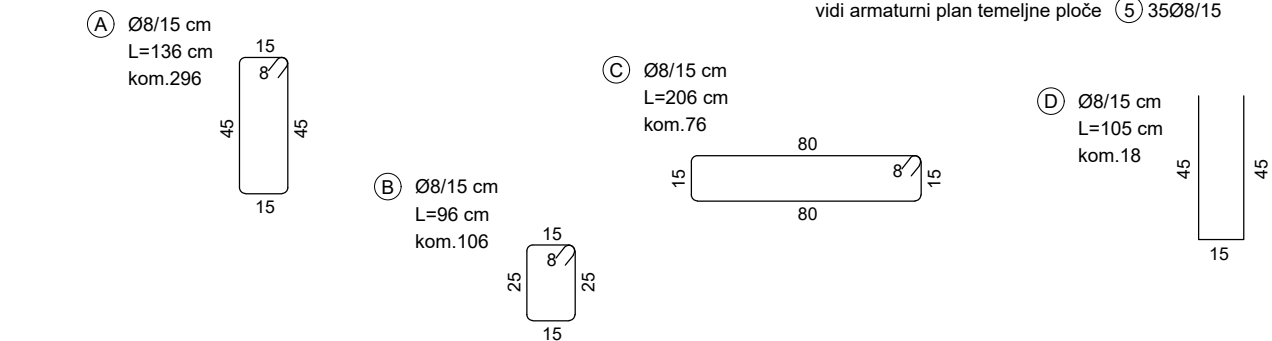 vidi armaturni plan temeljne ploče 5 35Ø8/15
A Ø8/15 cm
L=136 cm
kom.296
15
8
45 45
15
B Ø8/15 cm
L=96 cm
kom.106
15
8
25 25
15
C Ø8/15 cm
L=206 cm
kom.76
80
15 8 15
80
D Ø8/15 cm
L=105 cm
kom.18
45 45
15